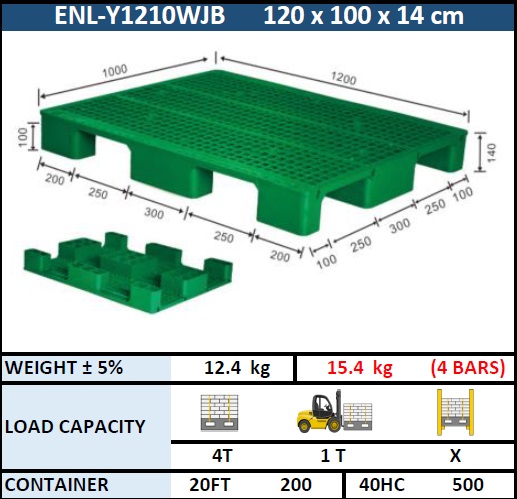 ENL-Y1210WJB 120 x 100 x 14 cm
1000
1200
100
140
200
250
300
250
200
100
250
300
250
100
WEIGHT ± 5% 12.4 kg 15.4 kg (4 BARS)
LOAD CAPACITY
4T 1 T X
CONTAINER 20FT 200 40HC 500